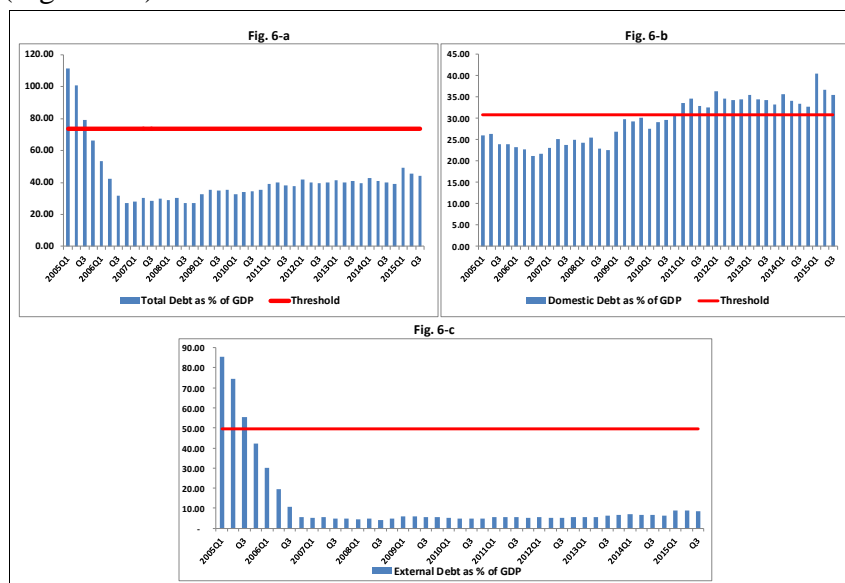 Fig. 6-a
120.00
100.00
80.00
60.00
40.00
20.00
0.00
2005Q1
Q3
2006Q1
Q3
2007Q1
Q3
2008Q1
Q3
2009Q1
Q3
2010Q1
Q3
2011Q1
Q3
2012Q1
Q3
2013Q1
Q3
2014Q1
Q3
2015Q1
Q3
Total Debt as % of GDP
Threshold
Fig. 6-b
45.00
40.00
35.00
30.00
25.00
20.00
15.00
10.00
5.00
0.00
2005Q1
Q3
2006Q1
Q3
2007Q1
Q3
2008Q1
Q3
2009Q1
Q3
2010Q1
Q3
2011Q1
Q3
2012Q1
Q3
2013Q1
Q3
2014Q1
Q3
2015Q1
Q3
Domestic Debt as % of GDP
Threshold
Fig. 6-c
90.00
80.00
70.00
60.00
50.00
40.00
30.00
20.00
10.00
-
2005Q1
Q3
2006Q1
Q3
2007Q1
Q3
2008Q1
Q3
2009Q1
Q3
2010Q1
Q3
2011Q1
Q3
2012Q1
Q3
2013Q1
Q3
2014Q1
Q3
2015Q1
Q3
External Debt as % of GDP